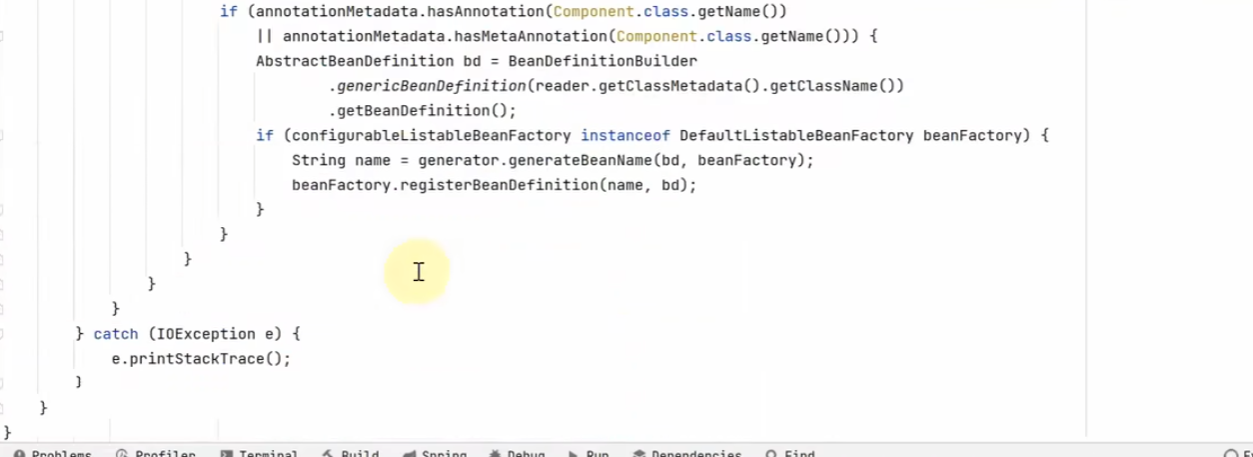 if (annotationMetadata.hasAnnotation(Component.class.getName())
|| annotationMetadata.hasMetaAnnotation(Component.class.getName())) {
AbstractBeanDefinition bd = BeanDefinitionBuilder
.genericBeanDefinition(reader.getClassMetadata().getClassName())
.getBeanDefinition();
if (configurableListableBeanFactory instanceof DefaultListableBeanFactory beanFactory) {
String name = generator.generateBeanName(bd, beanFactory);
beanFactory.registerBeanDefinition(name, bd);
}
}
}
}
}
} catch (IOException e) {
e.printStackTrace();
}
}
}
Problems Profiler Terminal Build Spring Debug Run Dependencies Find